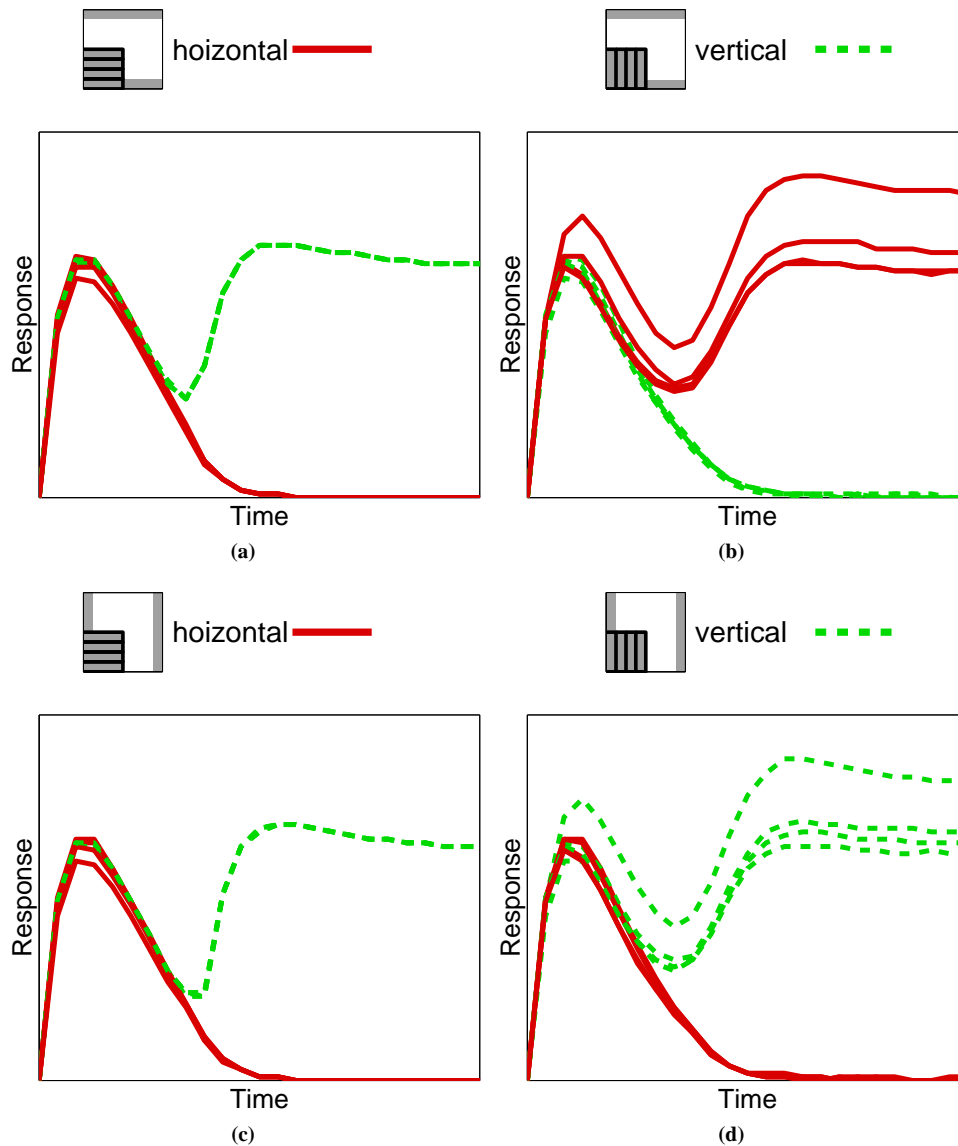 hoizontal
vertical
Response
Time
(a)
Response
Time
(b)
hoizontal
vertical
Response
Time
(c)
Response
Time
(d)